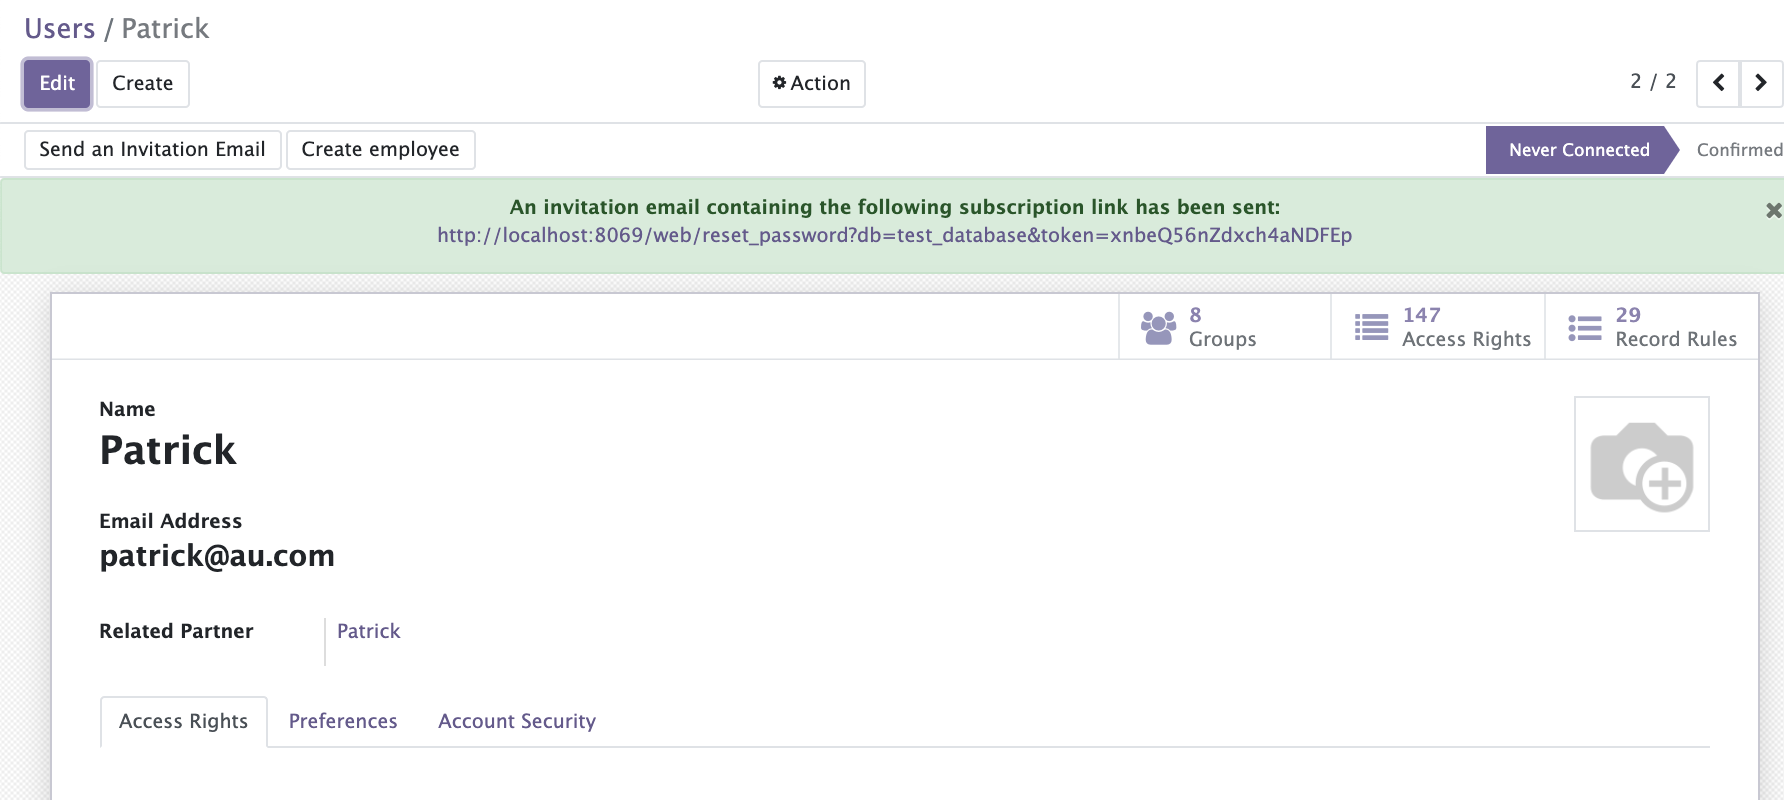 Users / Patrick
Edit Create Action 2 / 2
Send an Invitation Email Create employee Never Connected Confirmed
An invitation email containing the following subscription link has been sent:
http://localhost:8069/web/reset_password?db=test_database&token=xnbeQ56nZdxch4aNDFEp
8 147 29
Groups Access Rights Record Rules
Name
Patrick
Email Address
patrick@au.com
Related Partner Patrick
Access Rights Preferences Account Security